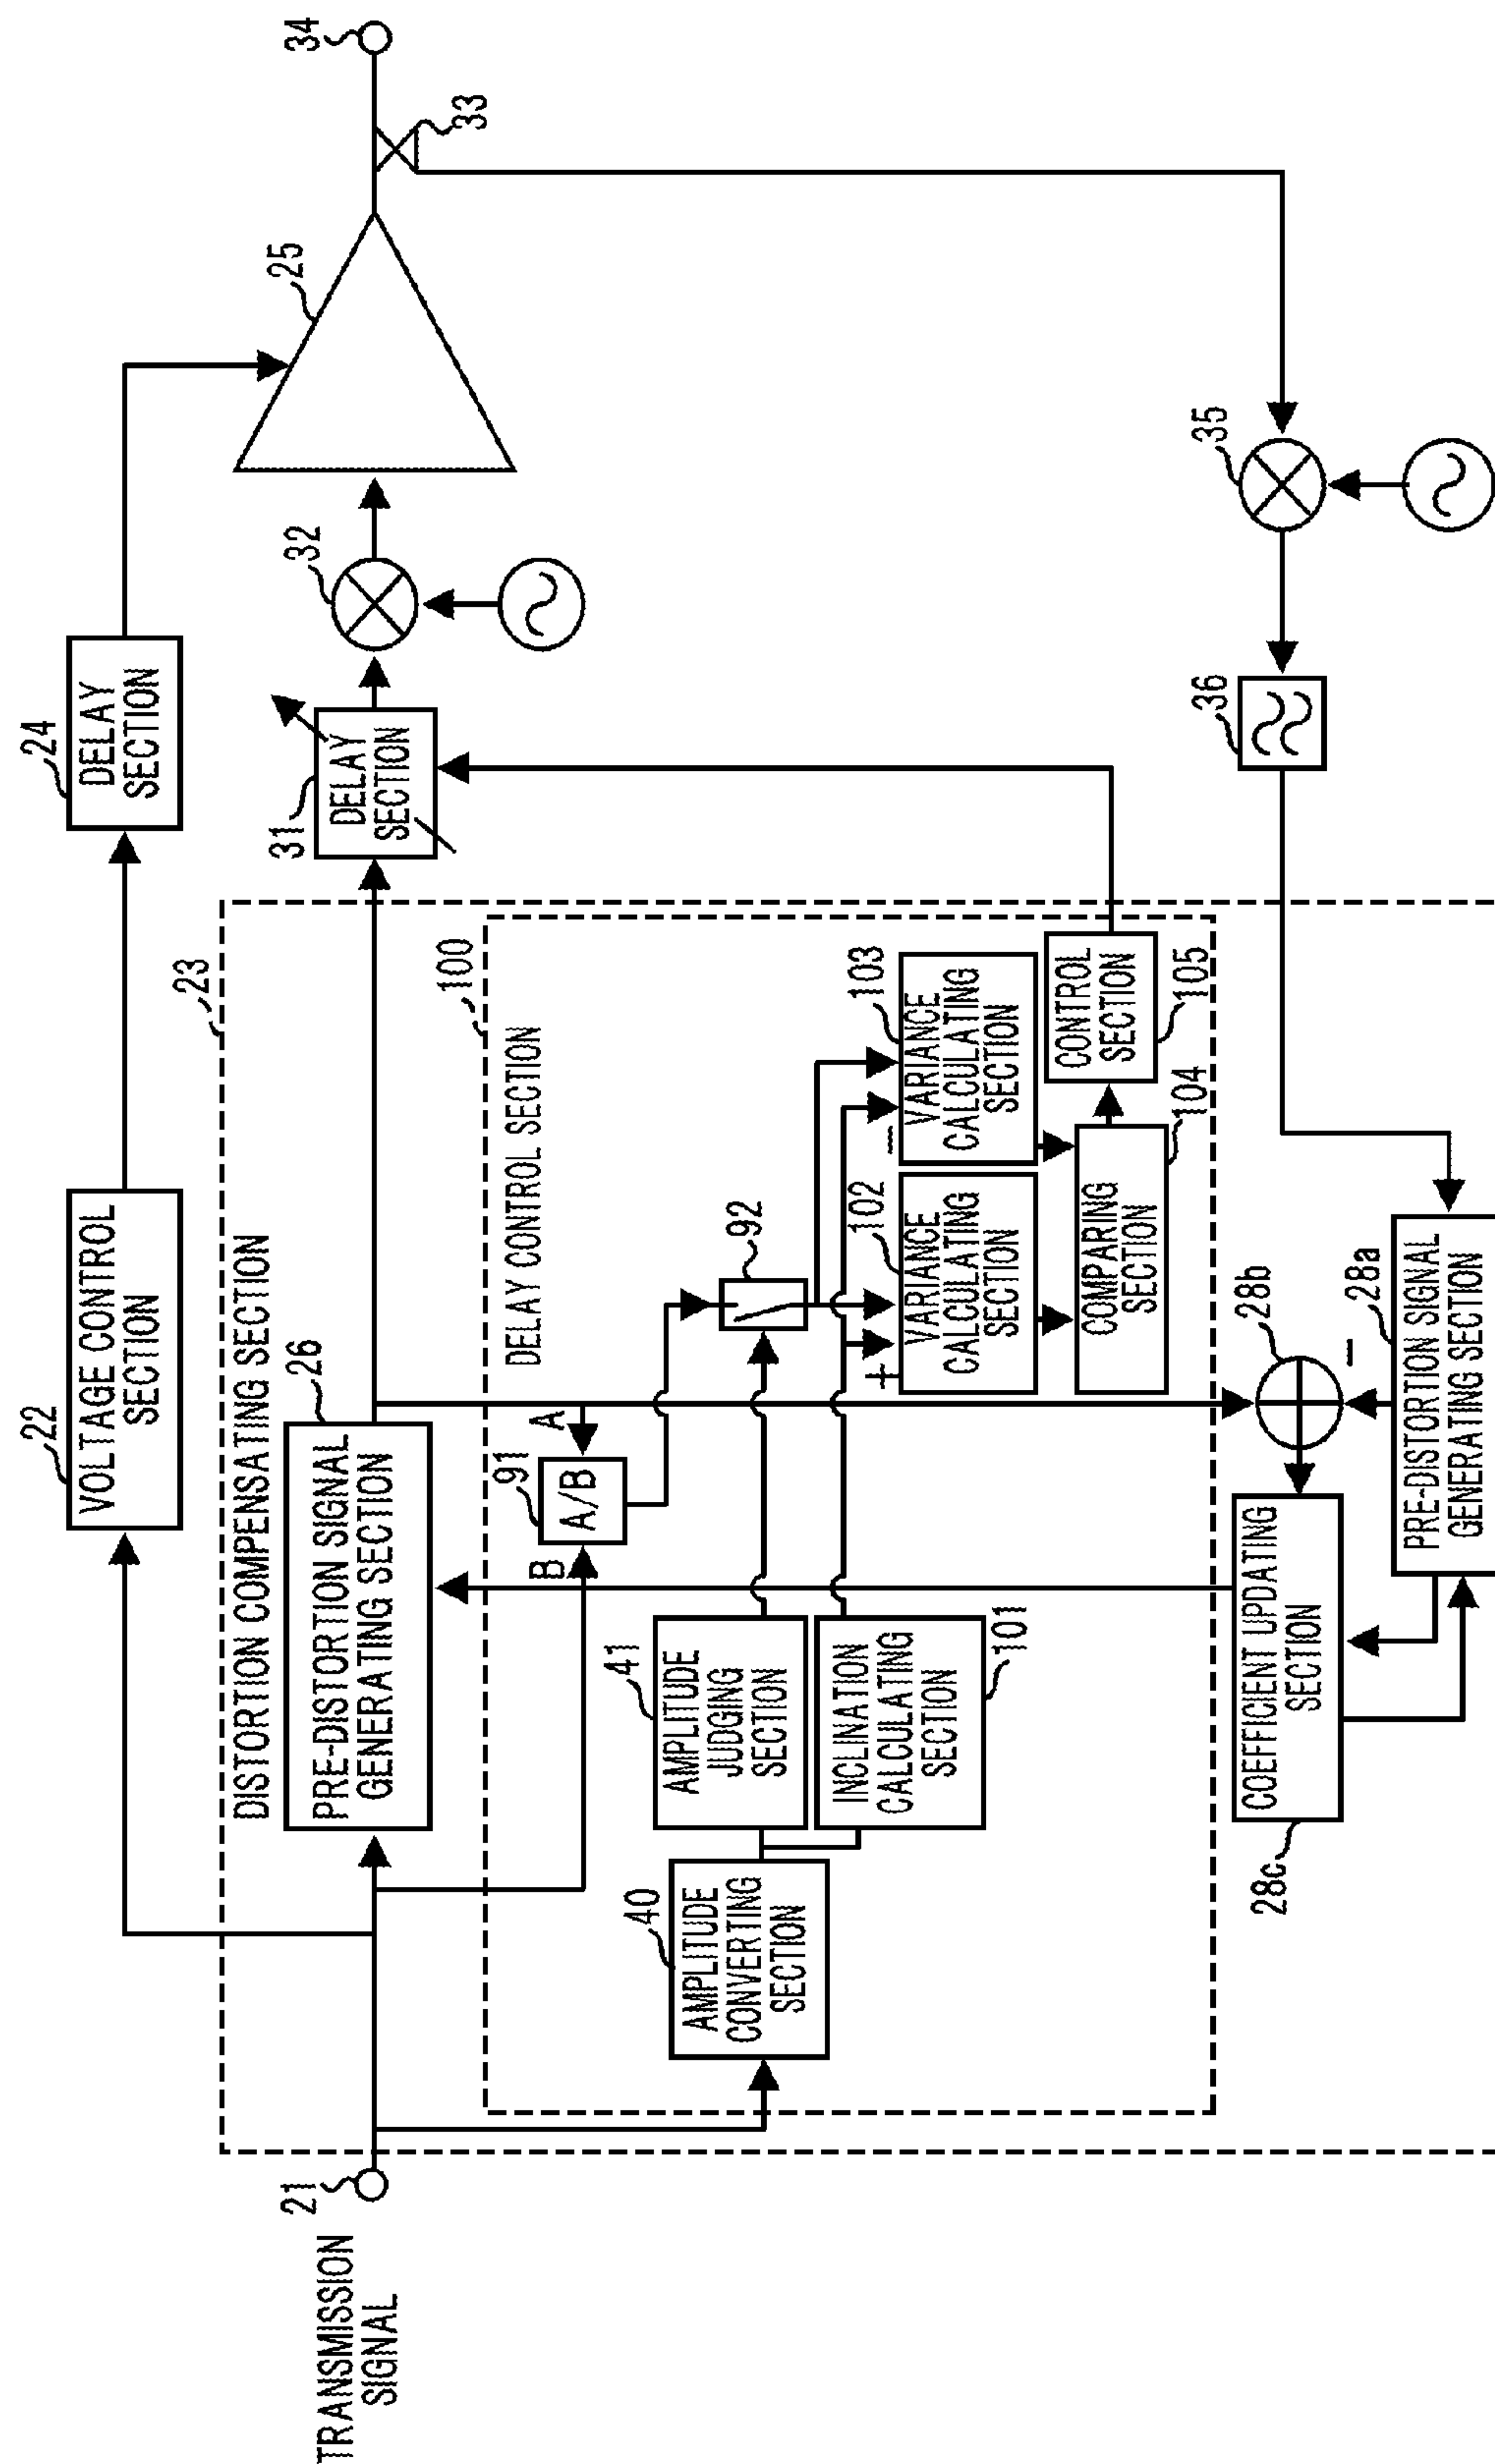 22
VOLTAGE CONTROL
SECTION
24
DELAY
SECTION
23
DISTORTION COMPENSATING SECTION
21
TRANSMISSION
SIGNAL
26
PRE-DISTORTION SIGNAL
GENERATING SECTION
31
DELAY
SECTION
32
25
33
34
100
DELAY CONTROL SECTION
91
A/B
A
B
92
40
AMPLITUDE
CONVERTING
SECTION
41
AMPLITUDE
JUDGING
SECTION
INCLINATION
CALCULATING
SECTION
101
+
102
VARIANCE
CALCULATING
SECTION
−
103
VARIANCE
CALCULATING
SECTION
COMPARING
SECTION
104
CONTROL
SECTION
105
28c
COEFFICIENT UPDATING
SECTION
28b
−
28a
PRE-DISTORTION SIGNAL
GENERATING SECTION
36
35